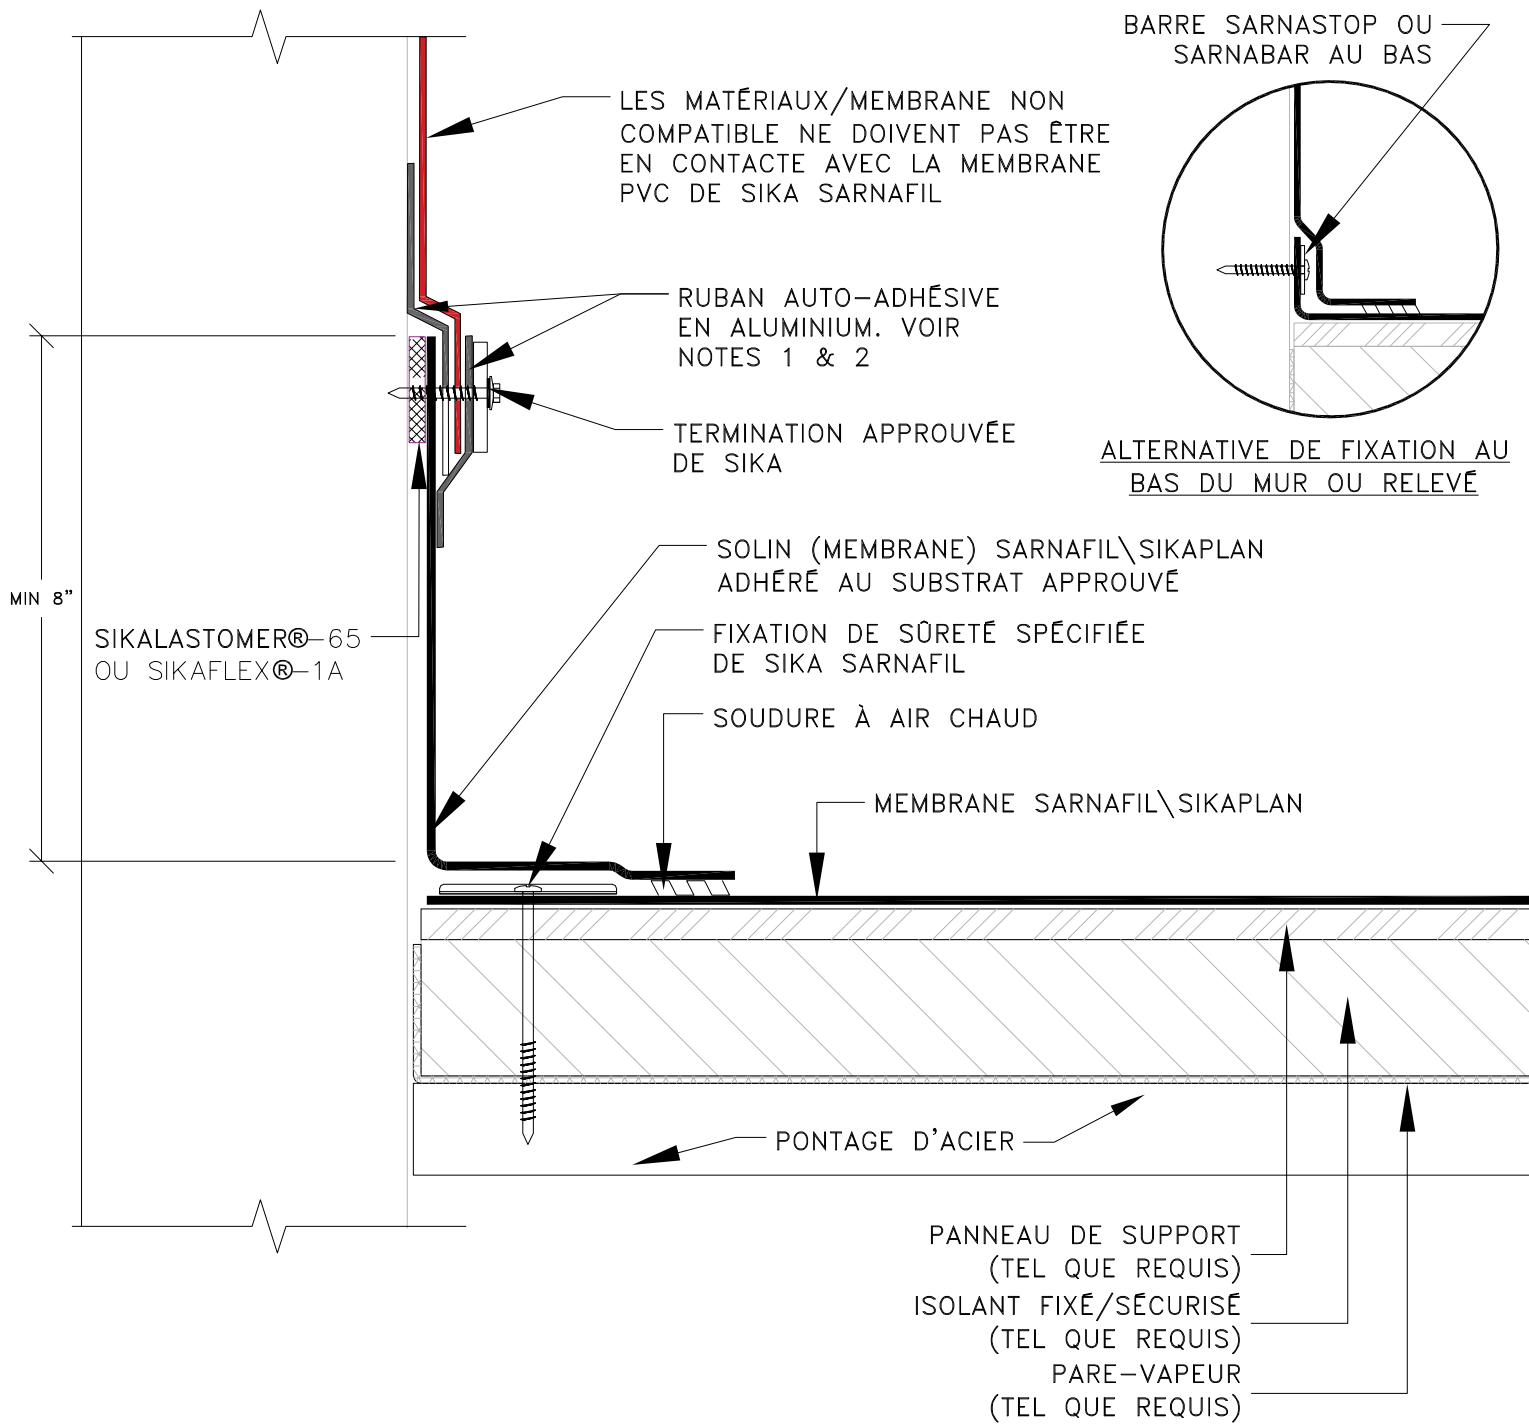 BARRE SARNASTOP OU
SARNABAR AU BAS
LES MATÉRIAUX/MEMBRANE NON
COMPATIBLE NE DOIVENT PAS ÊTRE
EN CONTACTE AVEC LA MEMBRANE
PVC DE SIKA SARNAFIL
RUBAN AUTO-ADHÉSIVE
EN ALUMINIUM. VOIR
NOTES 1 & 2
TERMINATION APPROUVÉE
DE SIKA
ALTERNATIVE DE FIXATION AU
BAS DU MUR OU RELEVÉ
SOLIN (MEMBRANE) SARNAFIL\SIKAPLAN
ADHÉRÉ AU SUBSTRAT APPROUVÉ
MIN 8"
SIKALASTOMER®-65
OU SIKAFLEX®-1A
FIXATION DE SÛRETÉ SPÉCIFIÉE
DE SIKA SARNAFIL
SOUDURE À AIR CHAUD
MEMBRANE SARNAFIL\SIKAPLAN
PONTAGE D'ACIER
PANNEAU DE SUPPORT
(TEL QUE REQUIS)
ISOLANT FIXÉ/SÉCURISÉ
(TEL QUE REQUIS)
PARE-VAPEUR
(TEL QUE REQUIS)